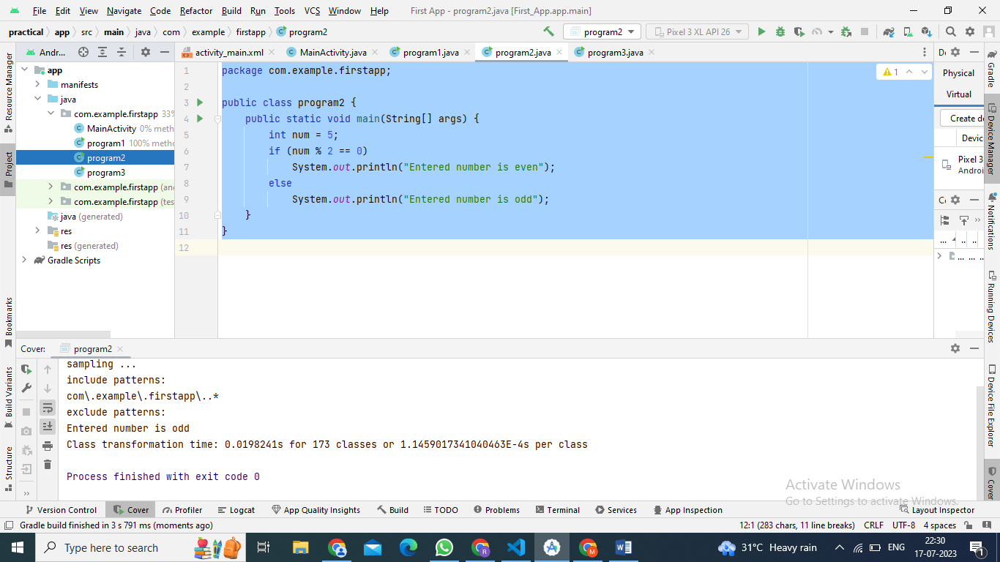 File Edit View Navigate Code Refactor Build Run Tools VCS Window Help First App - program2.java [First_App.app.main]
practical app src main java com example firstapp program2 program2 Pixel 3 XL API 26
Resource Manager
Project
Bookmarks
Build Variants
Structure
Andr...
app
manifests
java
com.example.firstapp 33%
MainActivity 0% meth
program1 100% metho
program2
program3
com.example.firstapp (an
com.example.firstapp (tes
java (generated)
res
res (generated)
Gradle Scripts
activity_main.xml MainActivity.java program1.java program2.java program3.java
1 package com.example.firstapp;
2
3 public class program2 {
4 public static void main(String[] args) {
5 int num = 5;
6 if (num % 2 == 0)
7 System.out.println("Entered number is even");
8 else
9 System.out.println("Entered number is odd");
10 }
11 }
12
1
Physical
Virtual
Create de
Devic
Pixel 3
Androi
... .. ..
... ... ..
Gradle
Device Manager
Notifications
Running Devices
Device File Explorer
Cover: program2
sampling ...
include patterns:
com\.example\.firstapp\..*
exclude patterns:
Entered number is odd
Class transformation time: 0.0198241s for 173 classes or 1.1459017341040463E-4s per class
Process finished with exit code 0
Activate Windows
Go to Settings to activate Windows.
Version Control Cover Profiler Logcat App Quality Insights Build TODO Problems Terminal Services App Inspection Layout Inspector
Gradle build finished in 3 s 791 ms (moments ago) 12:1 (283 chars, 11 line breaks) CRLF UTF-8 4 spaces
Type here to search 31°C Heavy rain ENG 22:30
17-07-2023 1